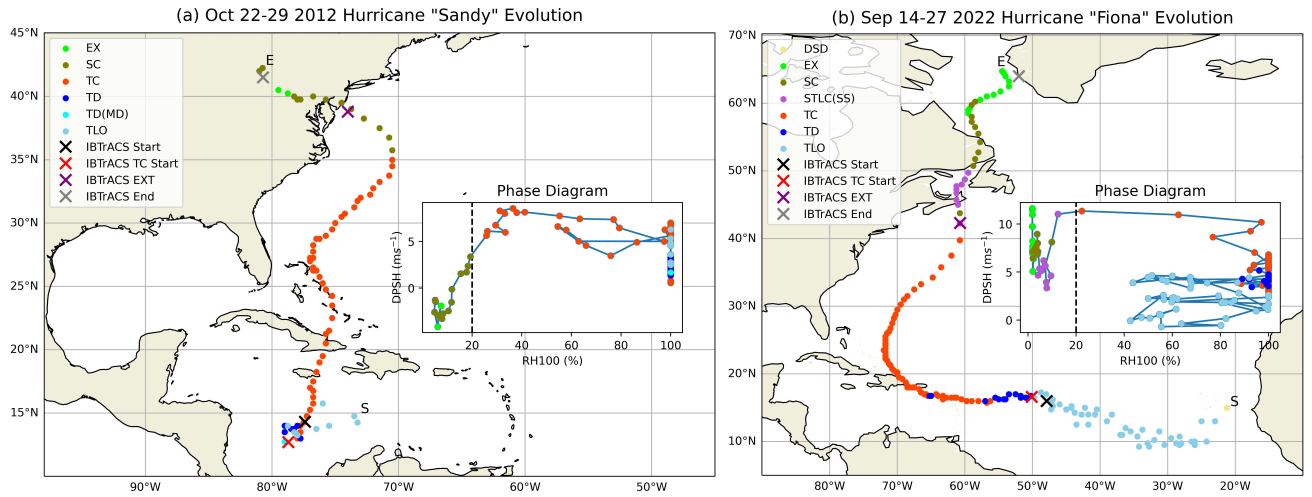 (a) Oct 22-29 2012 Hurricane "Sandy" Evolution
45°N
40°N
35°N
30°N
25°N
20°N
15°N
90°W
80°W
70°W
60°W
50°W
EX
SC
TC
TD
TD(MD)
TLO
IBTrACS Start
IBTrACS TC Start
IBTrACS EXT
IBTrACS End
E
S
Phase Diagram
DPSH (ms⁻¹)
5
0
20
40
60
80
100
RH100 (%)
(b) Sep 14-27 2022 Hurricane "Fiona" Evolution
70°N
60°N
50°N
40°N
30°N
20°N
10°N
80°W
70°W
60°W
50°W
40°W
30°W
20°W
DSD
EX
SC
STLC(SS)
TC
TD
TLO
IBTrACS Start
IBTrACS TC Start
IBTrACS EXT
IBTrACS End
E
S
Phase Diagram
DPSH (ms⁻¹)
10
5
0
0
20
40
60
80
100
RH100 (%)